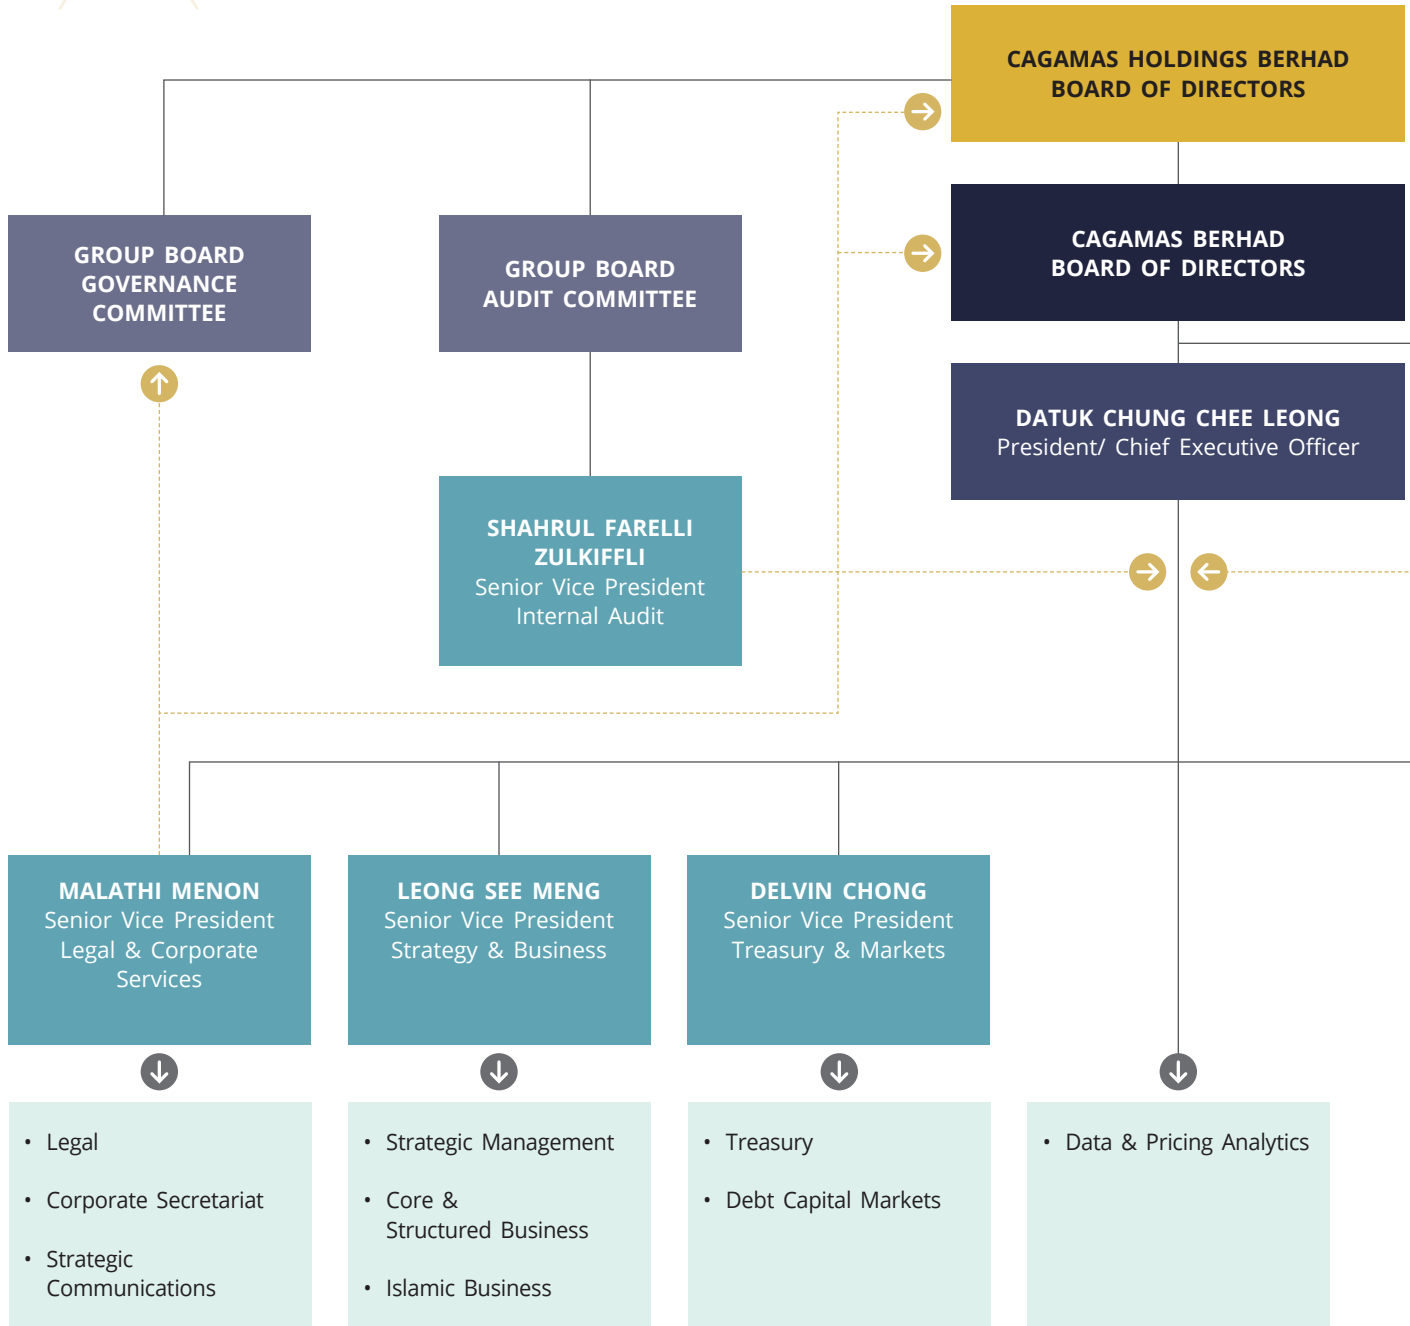 CAGAMAS HOLDINGS BERHAD
BOARD OF DIRECTORS
CAGAMAS BERHAD
BOARD OF DIRECTORS
GROUP BOARD
GOVERNANCE
COMMITTEE
GROUP BOARD
AUDIT COMMITTEE
DATUK CHUNG CHEE LEONG
President/ Chief Executive Officer
SHAHRUL FARELLI
ZULKIFFLI
Senior Vice President
Internal Audit
MALATHI MENON
Senior Vice President
Legal & Corporate
Services
LEONG SEE MENG
Senior Vice President
Strategy & Business
DELVIN CHONG
Senior Vice President
Treasury & Markets
• Legal
• Corporate Secretariat
• Strategic
Communications
• Strategic Management
• Core &
Structured Business
• Islamic Business
• Treasury
• Debt Capital Markets
• Data & Pricing Analytics